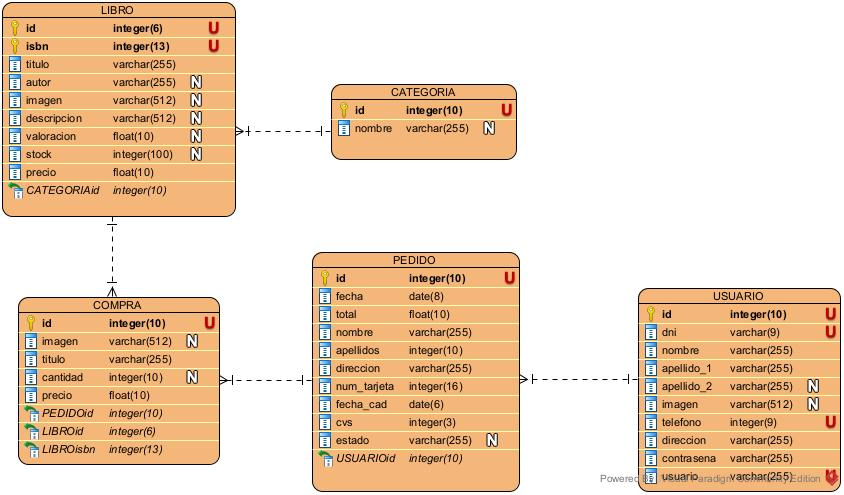 LIBRO
id integer(6) U
isbn integer(13) U
titulo varchar(255)
autor varchar(255) N
imagen varchar(512) N
descripcion varchar(512) N
valoracion float(10) N
stock integer(100) N
precio float(10)
CATEGORIAid integer(10)
CATEGORIA
id integer(10) U
nombre varchar(255) N
COMPRA
id integer(10) U
imagen varchar(512) N
titulo varchar(255)
cantidad integer(10) N
precio float(10)
PEDIDOid integer(10)
LIBROid integer(6)
LIBROisbn integer(13)
PEDIDO
id integer(10) U
fecha date(8)
total float(10)
nombre varchar(255)
apellidos integer(10)
direccion varchar(255)
num_tarjeta integer(16)
fecha_cad date(6)
cvs integer(3)
estado varchar(255) N
USUARIOid integer(10)
USUARIO
id integer(10) U
dni varchar(9) U
nombre varchar(255)
apellido_1 varchar(255)
apellido_2 varchar(255) N
imagen varchar(512) N
telefono integer(9) U
direccion varchar(255)
contrasena varchar(255)
usuario varchar(255) U
Powered By Visual Paradigm Community Edition